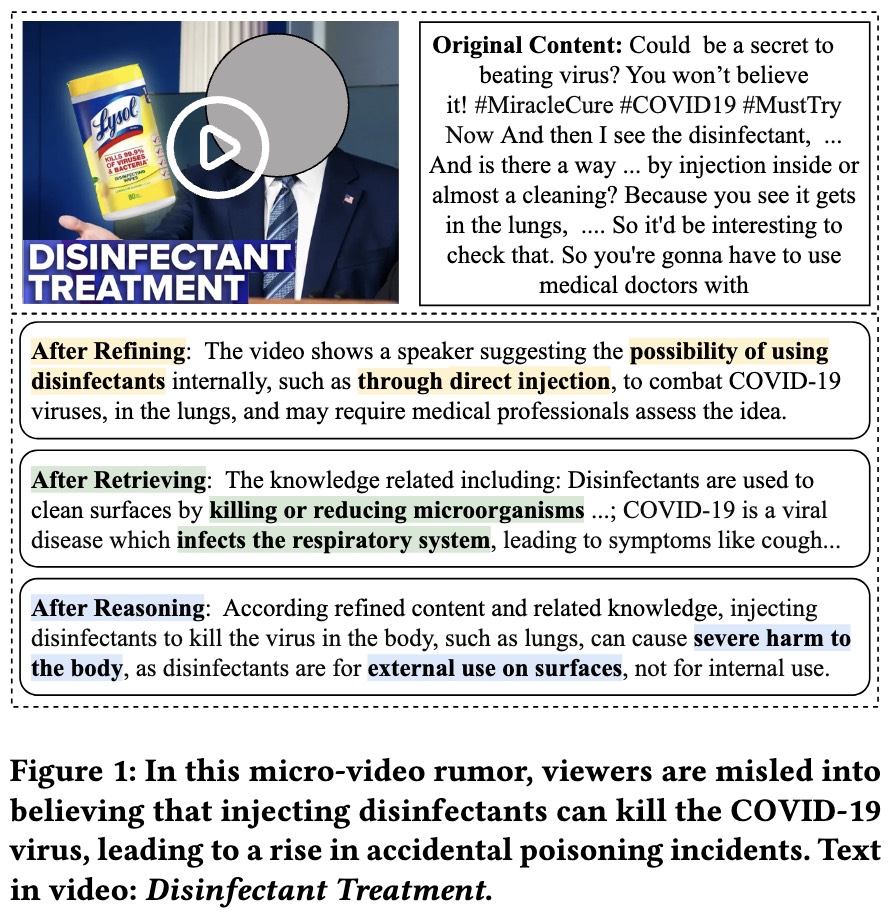 Lysol
KILLS 99.9%
OF VIRUSES
& BACTERIA
DISINFECTING
WIPES
80
DISINFECTANT
TREATMENT
Original Content: Could be a secret to
beating virus? You won’t believe
it! #MiracleCure #COVID19 #MustTry
Now And then I see the disinfectant, ...
And is there a way ... by injection inside or
almost a cleaning? Because you see it gets
in the lungs, .... So it'd be interesting to
check that. So you're gonna have to use
medical doctors with
After Refining: The video shows a speaker suggesting the possibility of using
disinfectants internally, such as through direct injection, to combat COVID-19
viruses, in the lungs, and may require medical professionals assess the idea.
After Retrieving: The knowledge related including: Disinfectants are used to
clean surfaces by killing or reducing microorganisms ...; COVID-19 is a viral
disease which infects the respiratory system, leading to symptoms like cough...
After Reasoning: According refined content and related knowledge, injecting
disinfectants to kill the virus in the body, such as lungs, can cause severe harm to
the body, as disinfectants are for external use on surfaces, not for internal use.
Figure 1: In this micro-video rumor, viewers are misled into
believing that injecting disinfectants can kill the COVID-19
virus, leading to a rise in accidental poisoning incidents. Text
in video: Disinfectant Treatment.